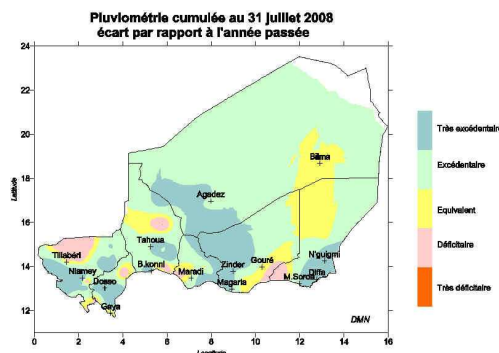 Pluviométrie cumulée au 31 juillet 2008
écart par rapport à l'année passée
24
22
20
18
16
14
12
11
0
2
4
6
8
10
12
14
16
Latitude
Longitude
Bilma
Agadez
Tahoua
Tillabéri
Niamey
Dosso
B.konni
Maradi
Zinder
Gouré
Magaria
M.Soroa
N'guigmi
Diffa
Gaya
DMN
Très excédentaire
Excédentaire
Equivalent
Déficitaire
Très déficitaire